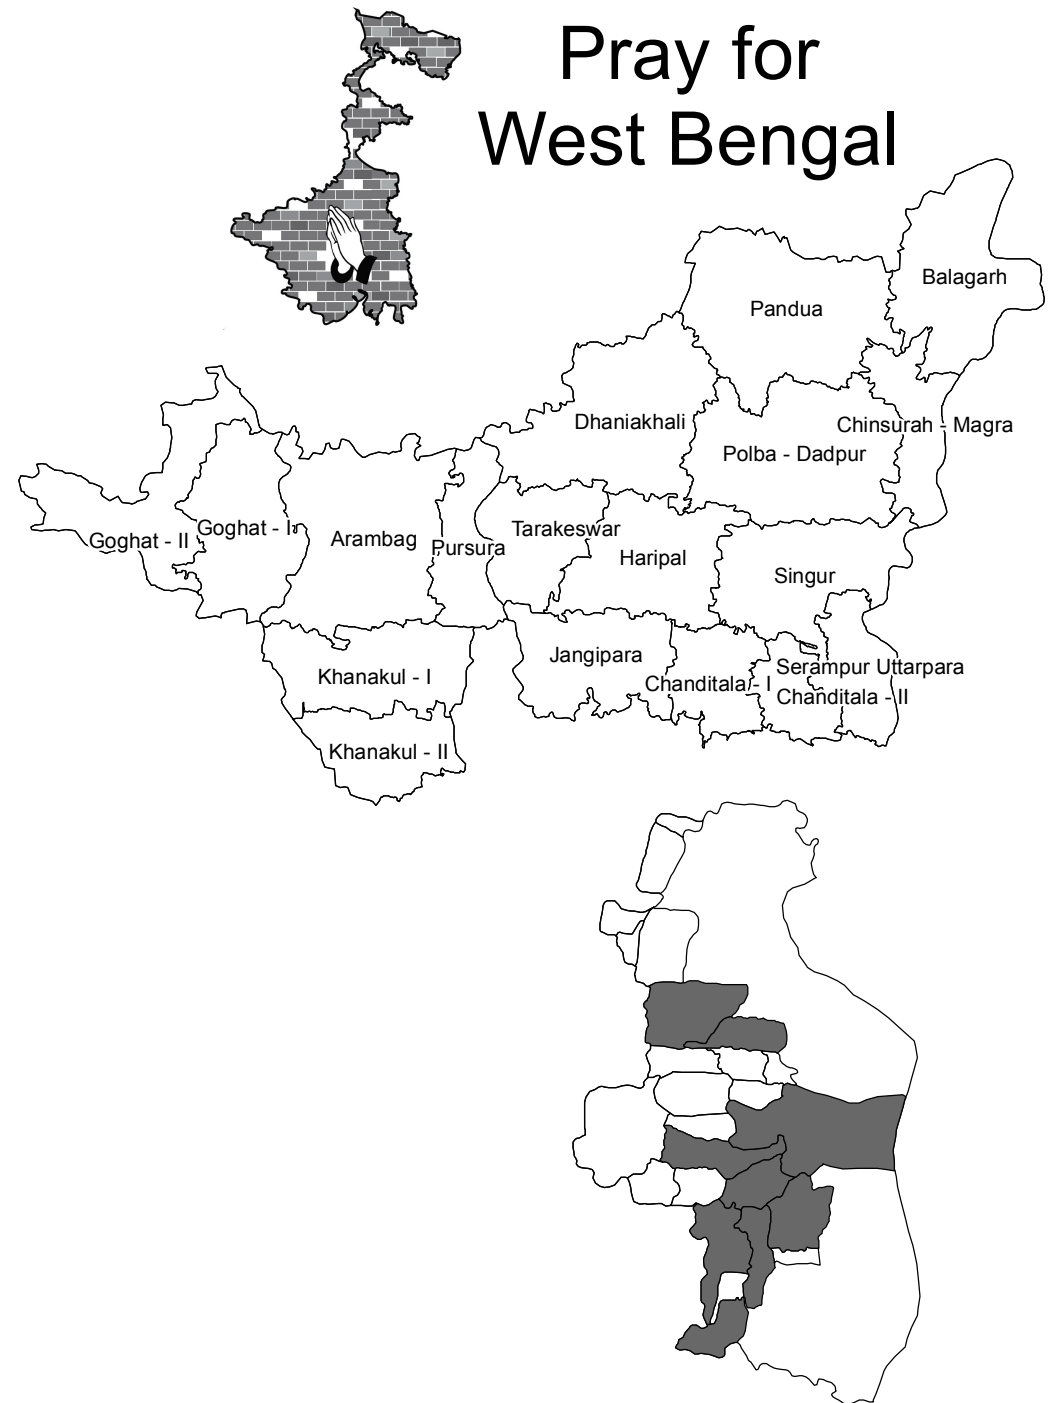 Pray for
West Bengal
Balagarh
Pandua
Dhaniakhali
Chinsurah - Magra
Polba - Dadpur
Goghat - II
Goghat - I
Arambag
Pursura
Tarakeswar
Haripal
Singur
Jangipara
Serampur Uttarpara
Khanakul - I
Chanditala - I
Chanditala - II
Khanakul - II